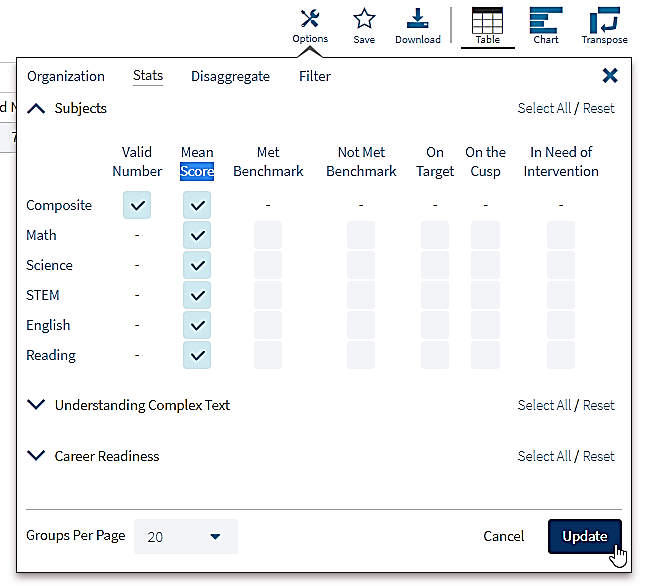 Options Save Download Table Chart Transpose
Organization Stats Disaggregate Filter
Subjects Select All / Reset
Valid Number Mean Score Met Benchmark Not Met Benchmark On Target On the Cusp In Need of Intervention
Composite - - - - -
Math -
Science -
STEM -
English -
Reading -
Understanding Complex Text Select All / Reset
Career Readiness Select All / Reset
Groups Per Page 20 Cancel Update